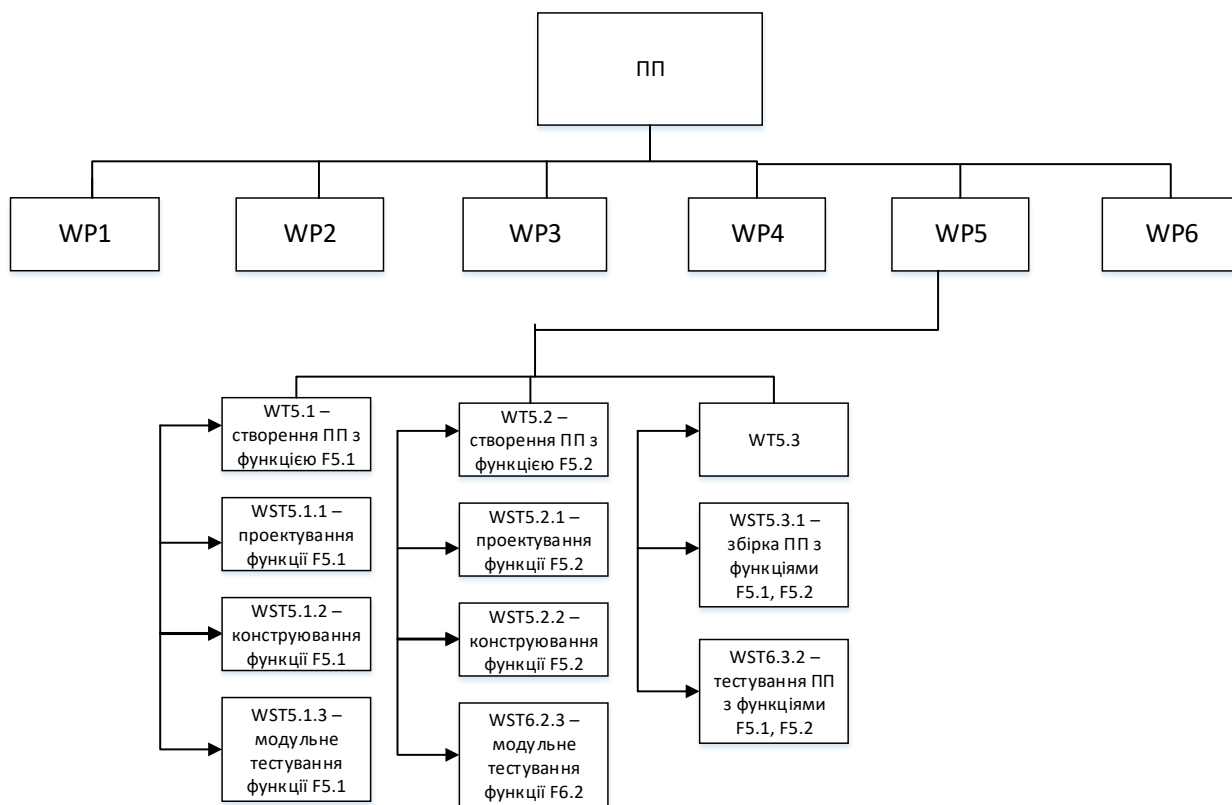 ПП
WP1
WP2
WP3
WP4
WP5
WP6
WT5.1 –
створення ПП з
функцією F5.1
WST5.1.1 –
проектування
функції F5.1
WST5.1.2 –
конструювання
функції F5.1
WST5.1.3 –
модульне
тестування
функції F5.1
WT5.2 –
створення ПП з
функцією F5.2
WST5.2.1 –
проектування
функції F5.2
WST5.2.2 –
конструювання
функції F5.2
WST6.2.3 –
модульне
тестування
функції F6.2
WT5.3
WST5.3.1 –
збірка ПП з
функціями
F5.1, F5.2
WST6.3.2 –
тестування ПП
з функціями
F5.1, F5.2